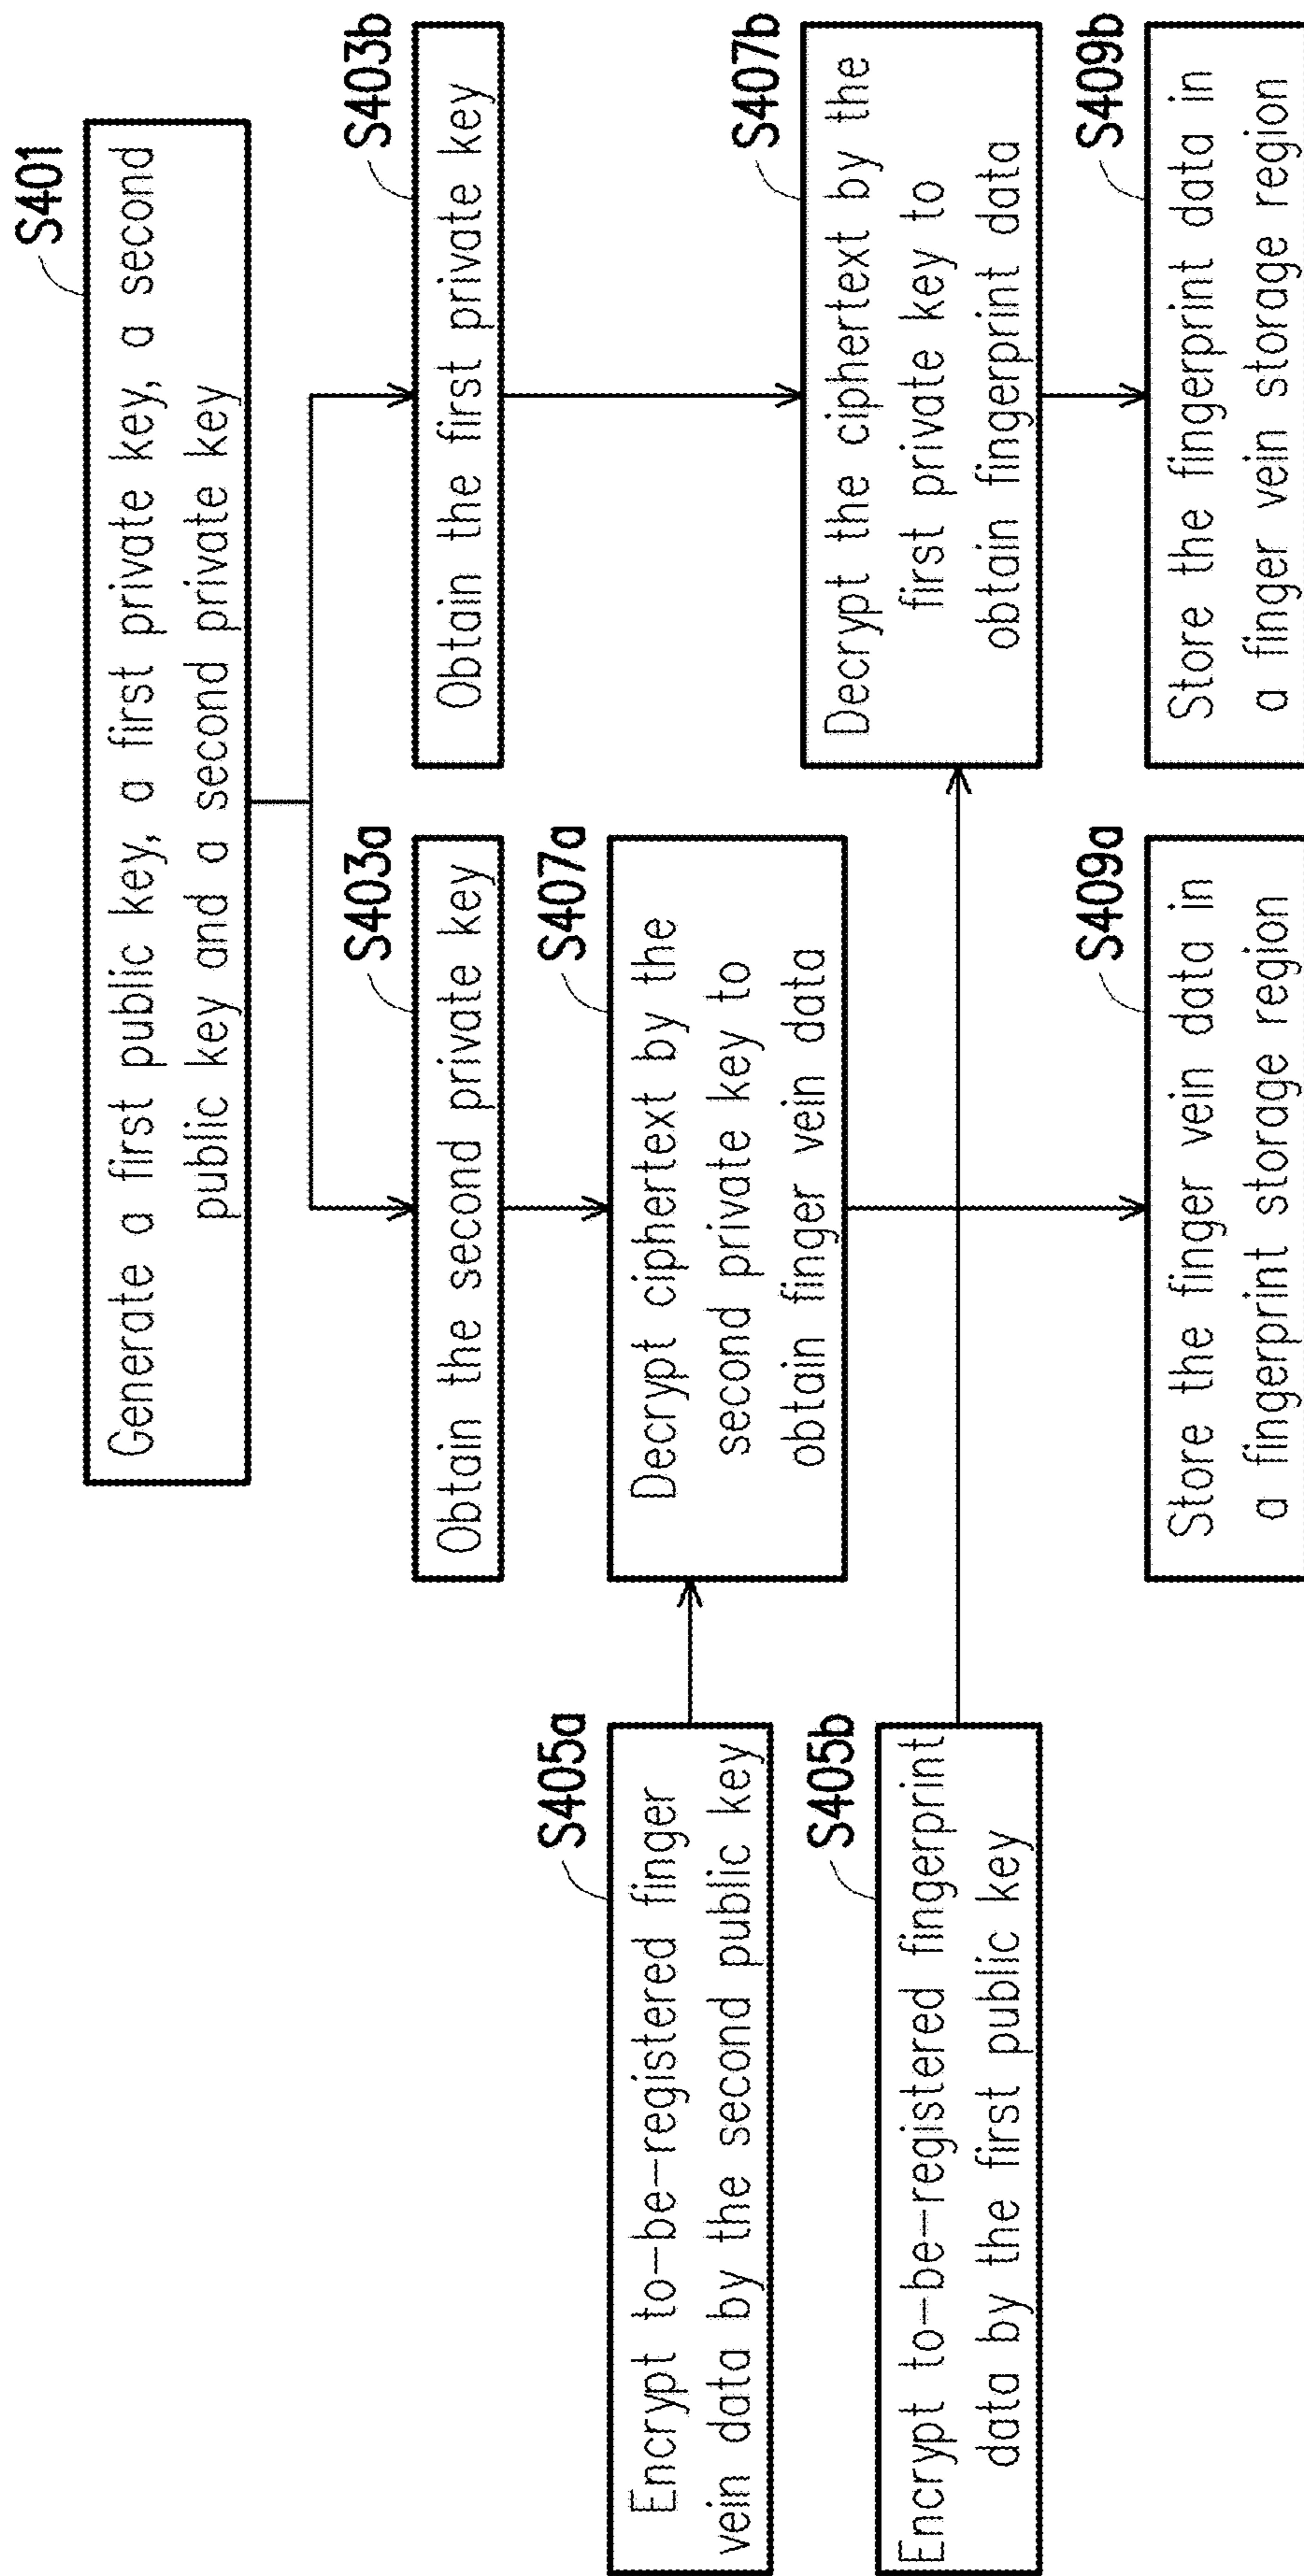 S401
Generate a first public key, a first private key, a second
public key and a second private key
S403a
Obtain the second private key
S403b
Obtain the first private key
S405a
Encrypt to-be-registered finger
vein data by the second public key
S407a
Decrypt ciphertext by the
second private key to
obtain finger vein data
S405b
Encrypt to-be-registered fingerprint
data by the first public key
S407b
Decrypt the ciphertext by the
first private key to
obtain fingerprint data
S409a
Store the finger vein data in
a fingerprint storage region
S409b
Store the fingerprint data in
a finger vein storage region